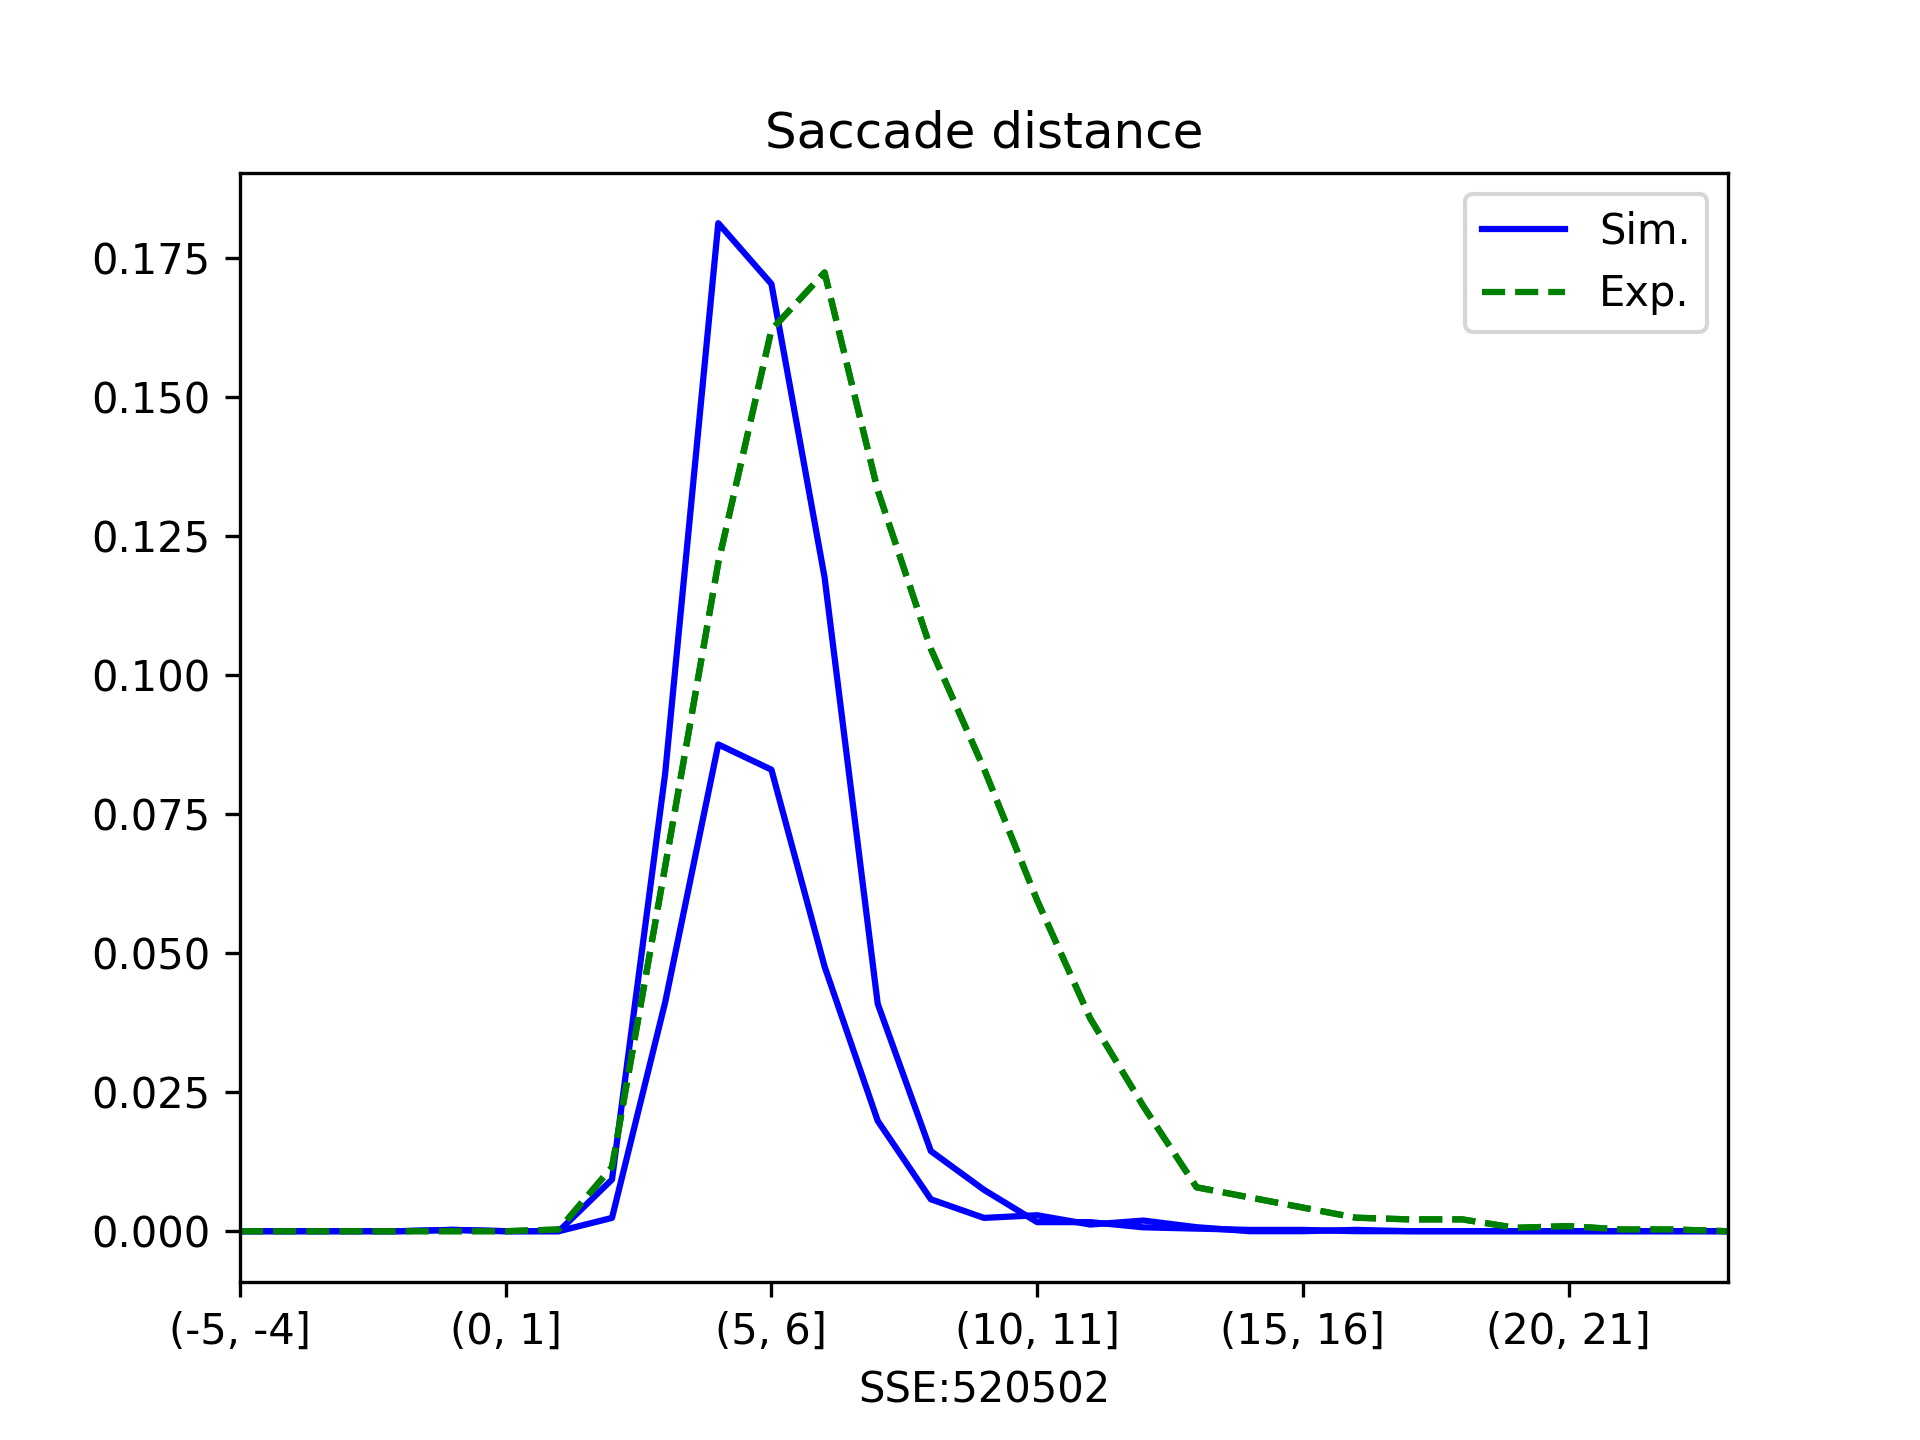 Saccade distance
Sim.
Exp.
0.175
0.150
0.125
0.100
0.075
0.050
0.025
0.000
(-5, -4] (0, 1] (5, 6] (10, 11] (15, 16] (20, 21]
SSE:520502